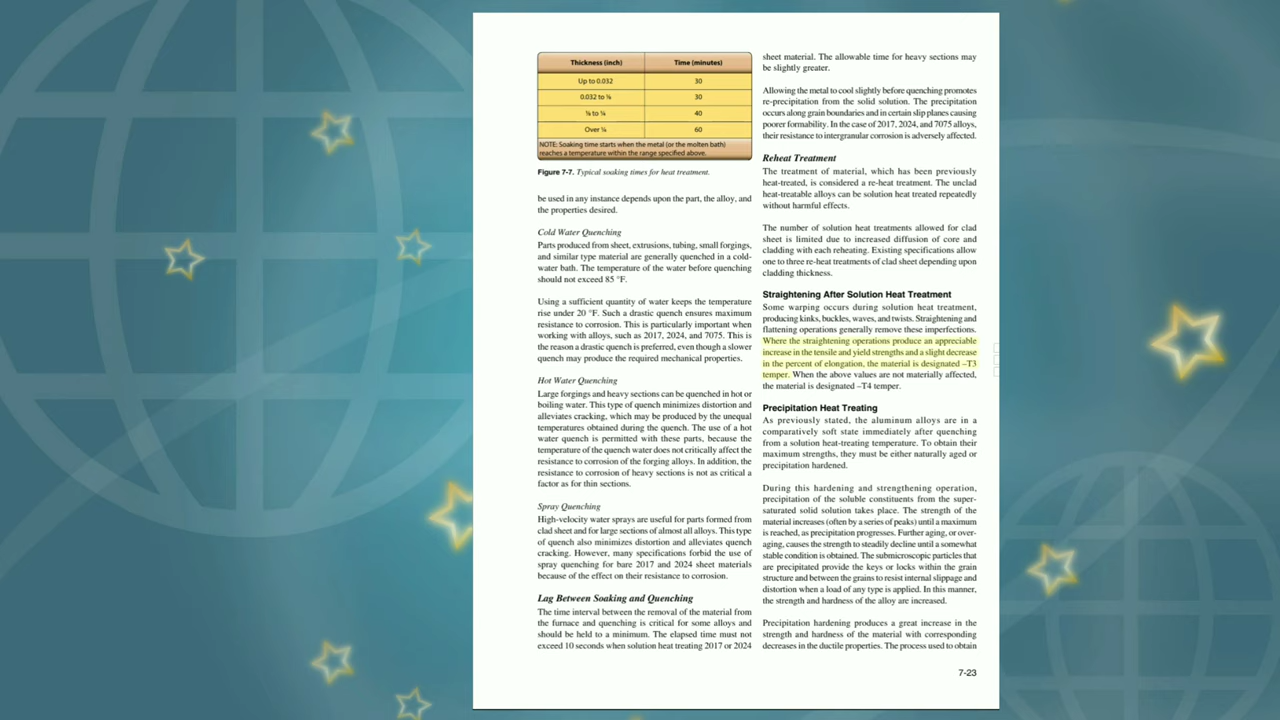 Thickness (inch) Time (minutes)
Up to 0.032 30
0.032 to ⅛ 30
⅛ to ¼ 40
Over ¼ 60
NOTE: Soaking time starts when the metal (or the molten bath)
reaches a temperature within the range specified above.
Figure 7-7. Typical soaking times for heat treatment.
be used in any instance depends upon the part, the alloy, and
the properties desired.
Cold Water Quenching
Parts produced from sheet, extrusions, tubing, small forgings,
and similar type material are generally quenched in a cold-
water bath. The temperature of the water before quenching
should not exceed 85 °F.
Using a sufficient quantity of water keeps the temperature
rise under 20 °F. Such a drastic quench ensures maximum
resistance to corrosion. This is particularly important when
working with alloys, such as 2017, 2024, and 7075. This is
the reason a drastic quench is preferred, even though a slower
quench may produce the required mechanical properties.
Hot Water Quenching
Large forgings and heavy sections can be quenched in hot or
boiling water. This type of quench minimizes distortion and
alleviates cracking, which may be produced by the unequal
temperatures obtained during the quench. The use of a hot
water quench is permitted with these parts, because the
temperature of the quench water does not critically affect the
resistance to corrosion of the forging alloys. In addition, the
resistance to corrosion of heavy sections is not as critical a
factor as for thin sections.
Spray Quenching
High-velocity water sprays are useful for parts formed from
clad sheet and for large sections of almost all alloys. This type
of quench also minimizes distortion and alleviates quench
cracking. However, many specifications forbid the use of
spray quenching for bare 2017 and 2024 sheet materials
because of the effect on their resistance to corrosion.
Lag Between Soaking and Quenching
The time interval between the removal of the material from
the furnace and quenching is critical for some alloys and
should be held to a minimum. The elapsed time must not
exceed 10 seconds when solution heat treating 2017 or 2024
sheet material. The allowable time for heavy sections may
be slightly greater.
Allowing the metal to cool slightly before quenching promotes
re-precipitation from the solid solution. The precipitation
occurs along grain boundaries and in certain slip planes causing
poorer formability. In the case of 2017, 2024, and 7075 alloys,
their resistance to intergranular corrosion is adversely affected.
Reheat Treatment
The treatment of material, which has been previously
heat-treated, is considered a re-heat treatment. The unclad
heat-treatable alloys can be solution heat treated repeatedly
without harmful effects.
The number of solution heat treatments allowed for clad
sheet is limited due to increased diffusion of core and
cladding with each reheating. Existing specifications allow
one to three re-heat treatments of clad sheet depending upon
cladding thickness.
Straightening After Solution Heat Treatment
Some warping occurs during solution heat treatment,
producing kinks, buckles, waves, and twists. Straightening and
flattening operations generally remove these imperfections.
Where the straightening operations produce an appreciable
increase in the tensile and yield strengths and a slight decrease
in the percent of elongation, the material is designated –T3
temper. When the above values are not materially affected,
the material is designated –T4 temper.
Precipitation Heat Treating
As previously stated, the aluminum alloys are in a
comparatively soft state immediately after quenching
from a solution heat-treating temperature. To obtain their
maximum strengths, they must be either naturally aged or
precipitation hardened.
During this hardening and strengthening operation,
precipitation of the soluble constituents from the super-
saturated solid solution takes place. The strength of the
material increases (often by a series of peaks) until a maximum
is reached, as precipitation progresses. Further aging, or over-
aging, causes the strength to steadily decline until a somewhat
stable condition is obtained. The submicroscopic particles that
are precipitated provide the keys or locks within the grain
structure and between the grains to resist internal slippage and
distortion when a load of any type is applied. In this manner,
the strength and hardness of the alloy are increased.
Precipitation hardening produces a great increase in the
strength and hardness of the material with corresponding
decreases in the ductile properties. The process used to obtain
7-23